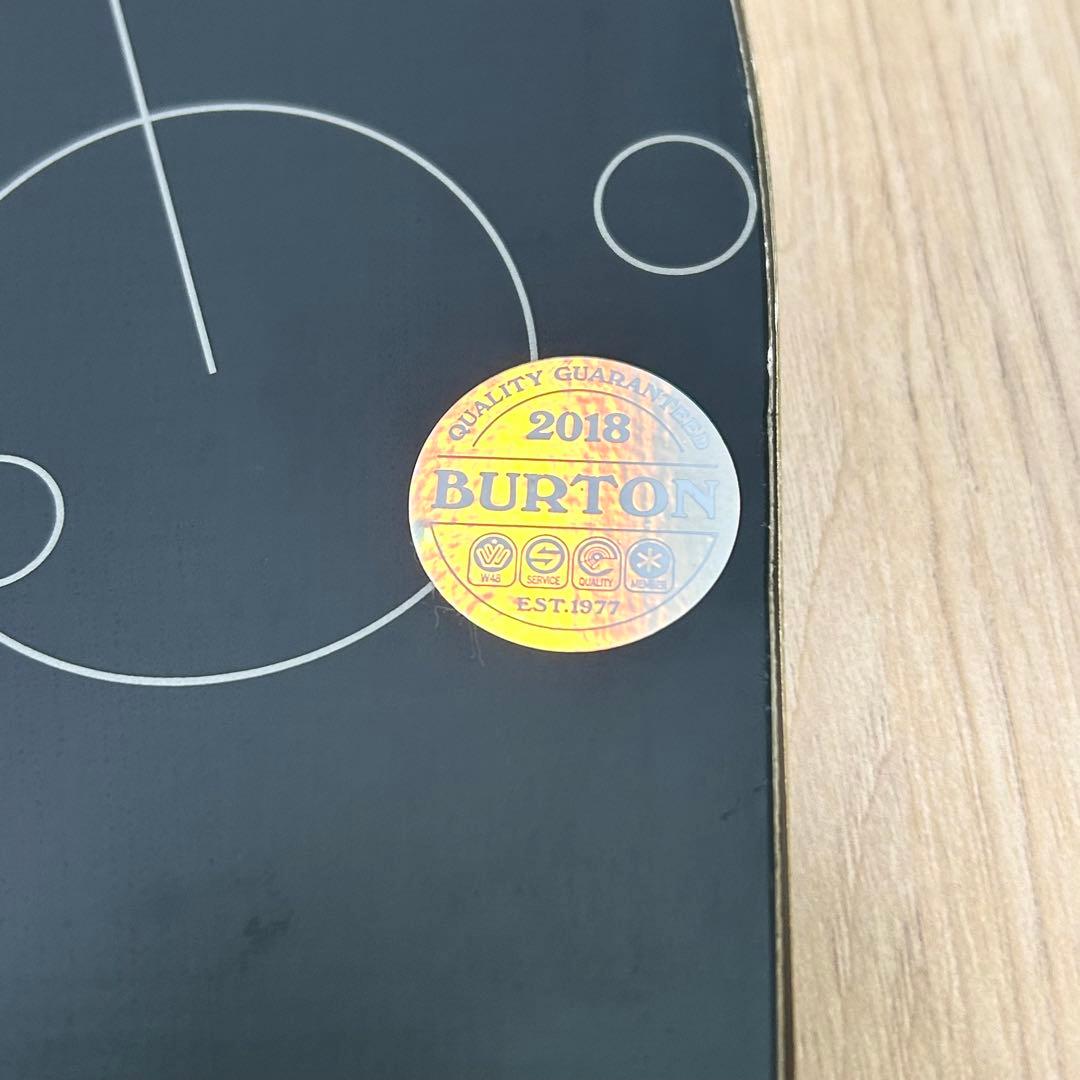 QUALITY GUARANTEED
2018
BURTON
W48 SERVICE QUALITY MEMBER
EST.1977